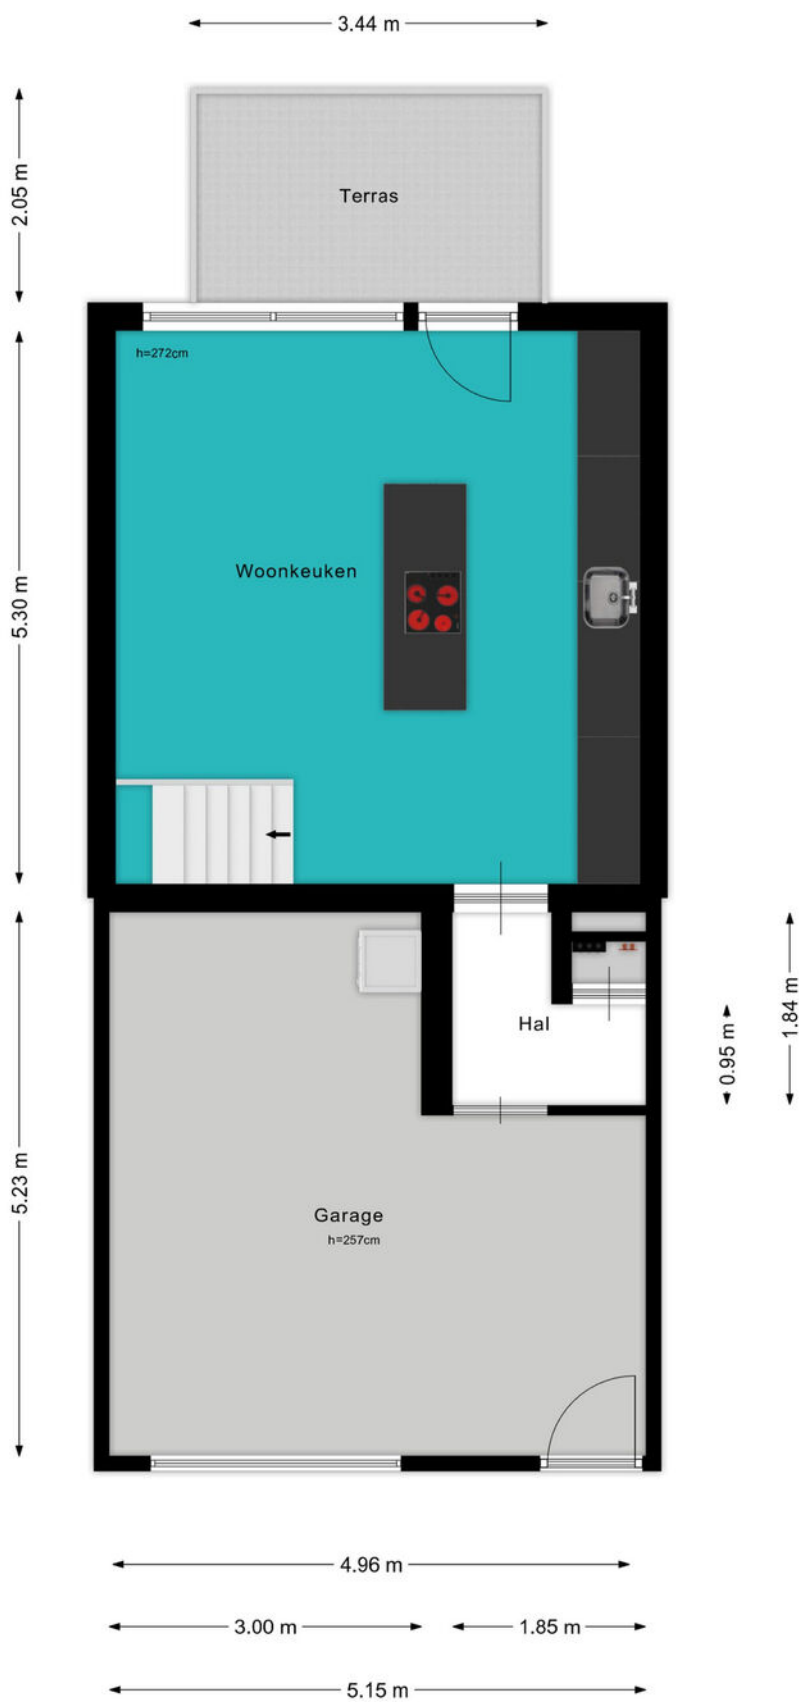 3.44 m
2.05 m
Terras
h=272cm
Woonkeuken
5.30 m
Hal
0.95 m
1.84 m
5.23 m
Garage
h=257cm
4.96 m
3.00 m
1.85 m
5.15 m